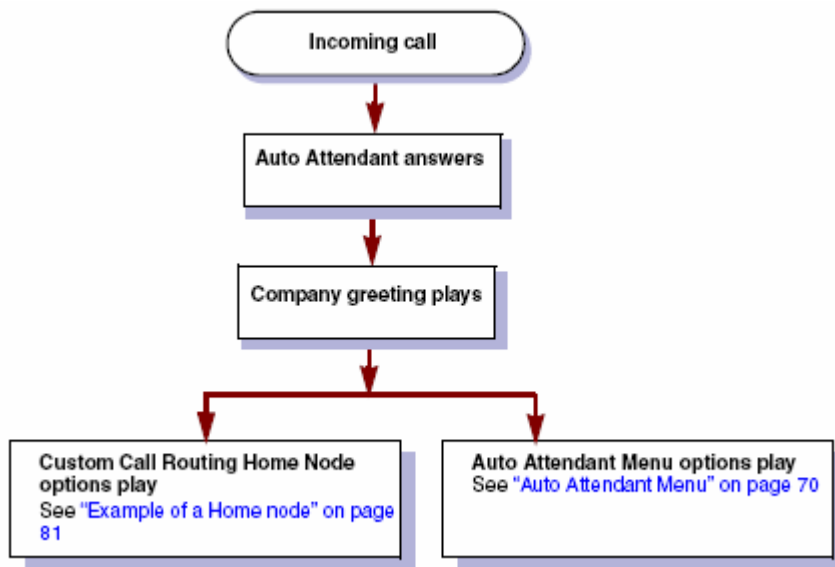 Incoming call
Auto Attendant answers
Company greeting plays
Custom Call Routing Home Node
options play
See "Example of a Home node" on page
81
Auto Attendant Menu options play
See "Auto Attendant Menu" on page 70